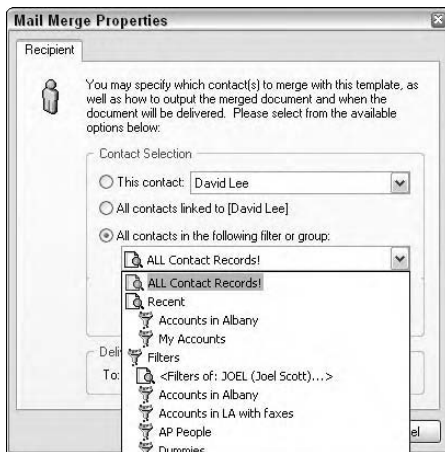 Mail Merge Properties
Recipient
You may specify which contact(s) to merge with this template, as
well as how to output the merged document and when the
document will be delivered. Please select from the available
options below:
Contact Selection
This contact: David Lee
All contacts linked to [David Lee]
All contacts in the following filter or group:
ALL Contact Records!
ALL Contact Records!
Recent
Accounts in Albany
My Accounts
Filters
<Filters of: JOEL (Joel Scott)...>
Accounts in Albany
Accounts in LA with faxes
AP People
Dummies
Deli
To:
el